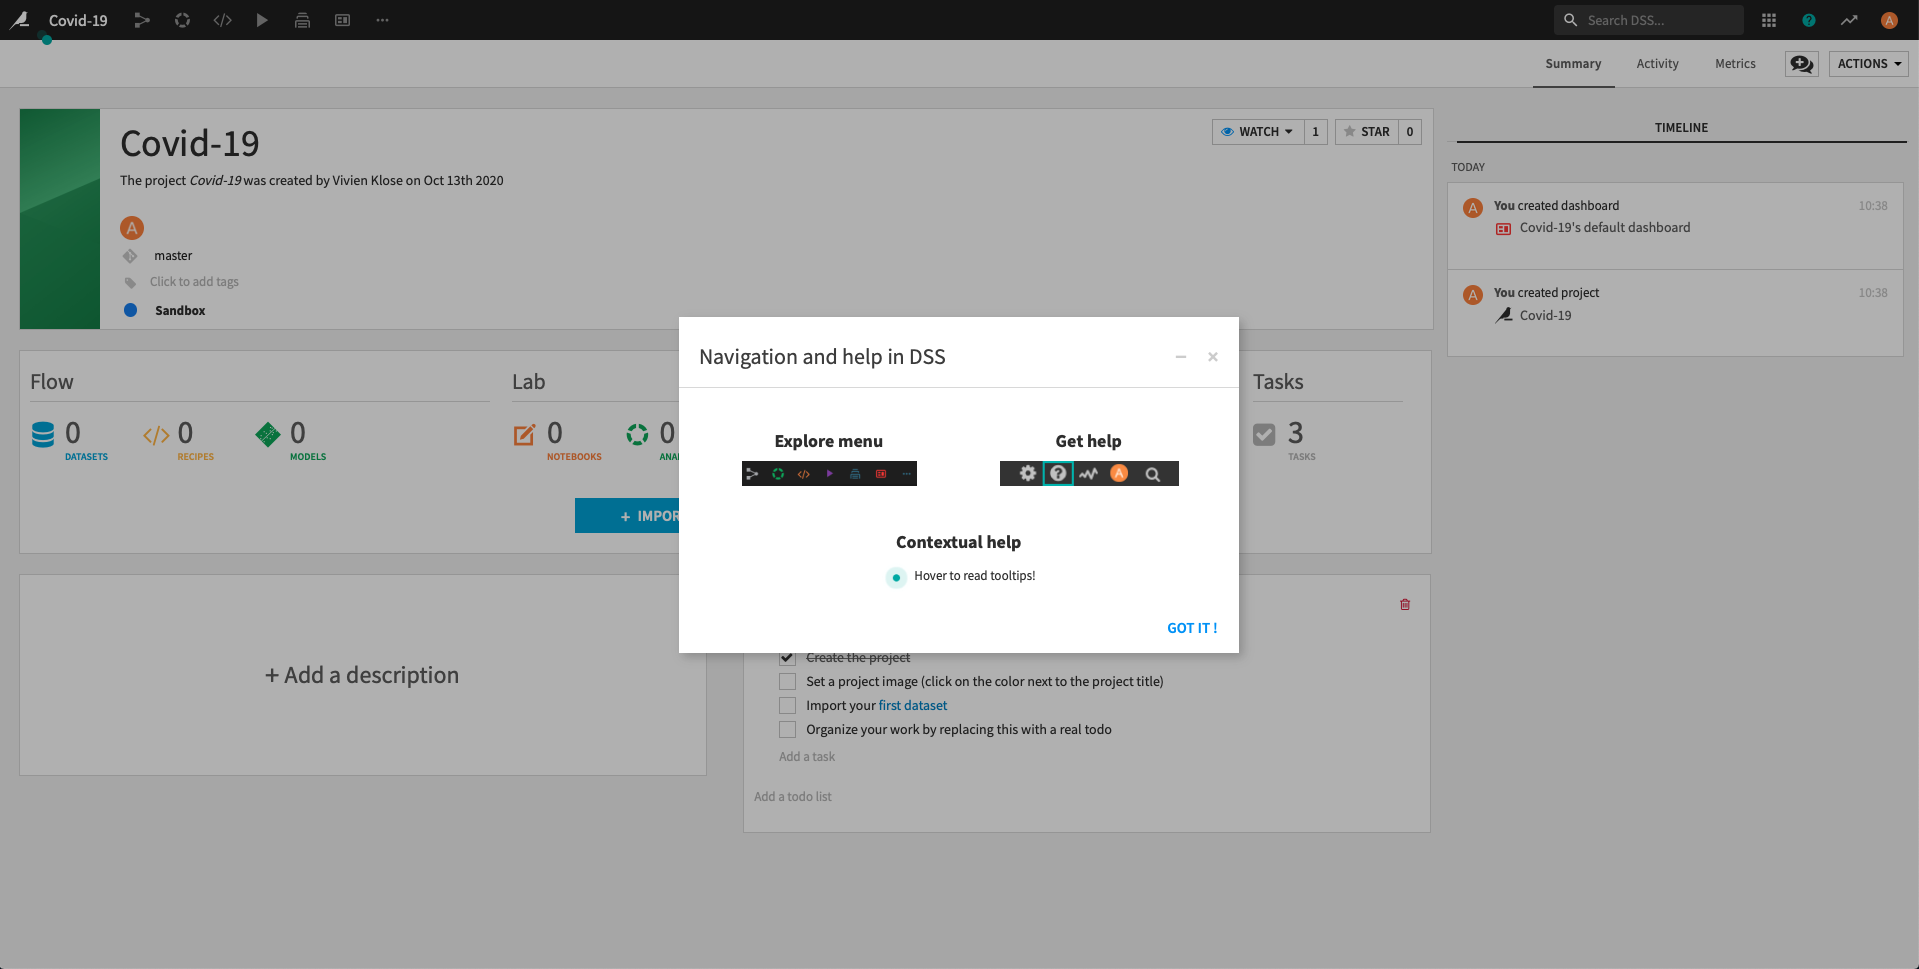 Covid-19
Search DSS...
Summary
Activity
Metrics
ACTIONS
Covid-19
The project Covid-19 was created by Vivien Klose on Oct 13th 2020
A
master
Click to add tags
Sandbox
WATCH 1
STAR 0
TIMELINE
TODAY
A You created dashboard 10:38
Covid-19's default dashboard
A You created project 10:38
Covid-19
Flow
0 DATASETS
0 RECIPES
0 MODELS
Lab
0 NOTEBOOKS
0
Tasks
3 TASKS
Navigation and help in DSS
Explore menu
Get help
A
Contextual help
Hover to read tooltips!
GOT IT !
+ Add a description
Create the project
Set a project image (click on the color next to the project title)
Import your first dataset
Organize your work by replacing this with a real todo
Add a task
Add a todo list